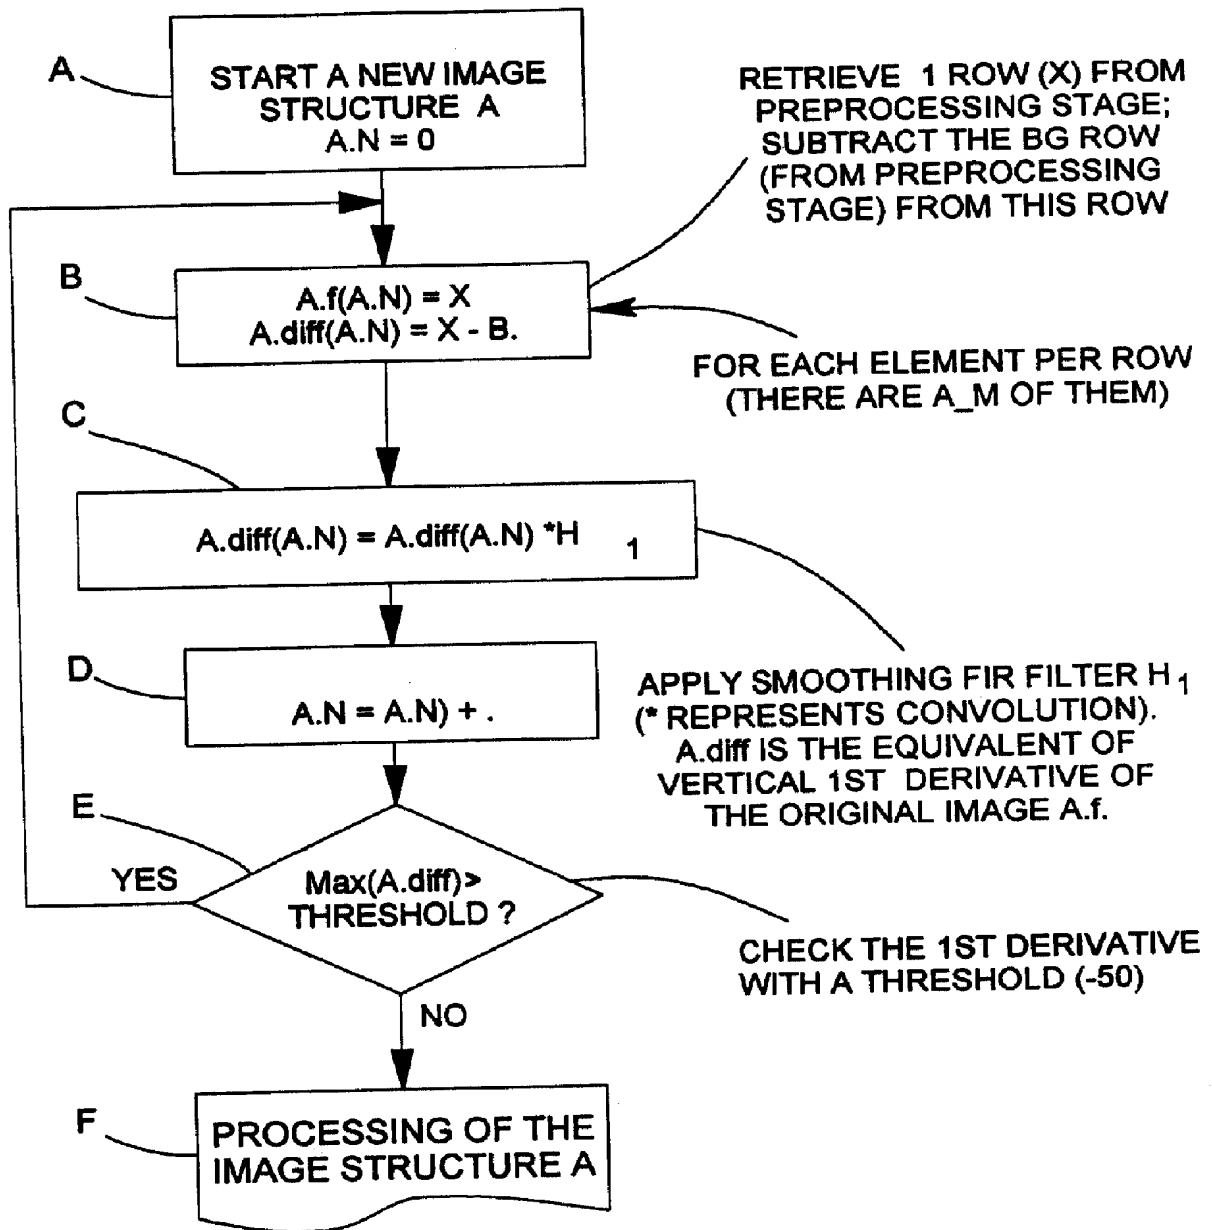 A
START A NEW IMAGE
STRUCTURE A
A.N = 0
RETRIEVE 1 ROW (X) FROM
PREPROCESSING STAGE;
SUBTRACT THE BG ROW
(FROM PREPROCESSING
STAGE) FROM THIS ROW
B
A.f(A.N) = X
A.diff(A.N) = X - B.
FOR EACH ELEMENT PER ROW
(THERE ARE A_M OF THEM)
C
A.diff(A.N) = A.diff(A.N) *H 1
D
A.N = A.N) + .
APPLY SMOOTHING FIR FILTER H1
(* REPRESENTS CONVOLUTION).
A.diff IS THE EQUIVALENT OF
VERTICAL 1ST DERIVATIVE OF
THE ORIGINAL IMAGE A.f.
E
YES
Max(A.diff)>
THRESHOLD ?
CHECK THE 1ST DERIVATIVE
WITH A THRESHOLD (-50)
NO
F
PROCESSING OF THE
IMAGE STRUCTURE A